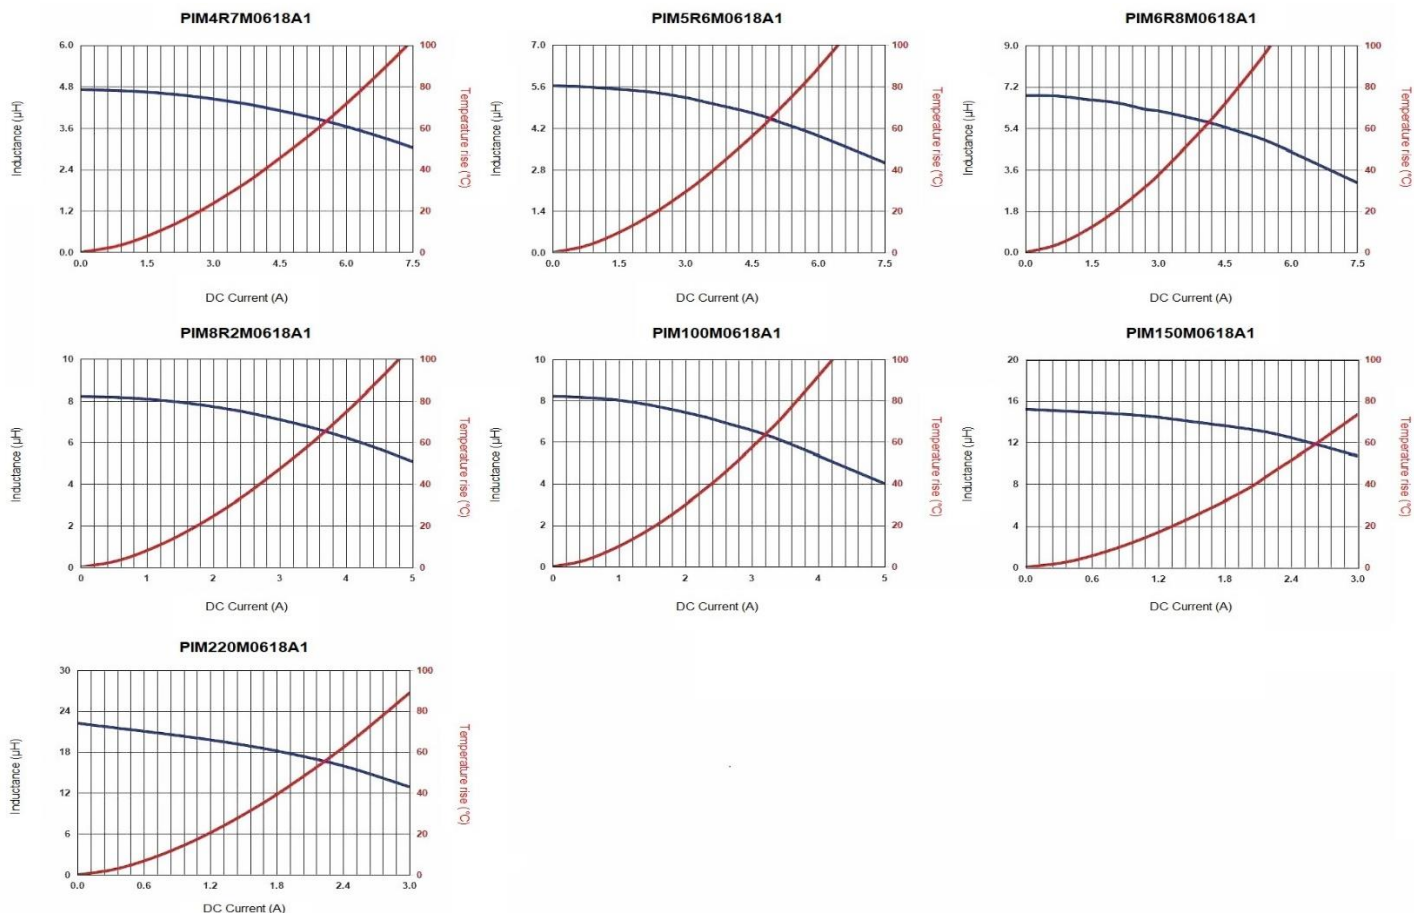 PIM4R7M0618A1
6.0
4.8
3.6
2.4
1.2
0.0
Inductance (µH)
100
80
60
40
20
0
Temperature rise (°C)
0.0 1.5 3.0 4.5 6.0 7.5
DC Current (A)
PIM5R6M0618A1
7.0
5.6
4.2
2.8
1.4
0.0
Inductance (µH)
100
80
60
40
20
0
Temperature rise (°C)
0.0 1.5 3.0 4.5 6.0 7.5
DC Current (A)
PIM6R8M0618A1
9.0
7.2
5.4
3.6
1.8
0.0
Inductance (µH)
100
80
60
40
20
0
Temperature rise (°C)
0.0 1.5 3.0 4.5 6.0 7.5
DC Current (A)
PIM8R2M0618A1
10
8
6
4
2
0
Inductance (µH)
100
80
60
40
20
0
Temperature rise (°C)
0 1 2 3 4 5
DC Current (A)
PIM100M0618A1
10
8
6
4
2
0
Inductance (µH)
100
80
60
40
20
0
Temperature rise (°C)
0 1 2 3 4 5
DC Current (A)
PIM150M0618A1
20
16
12
8
4
0
Inductance (µH)
100
80
60
40
20
0
Temperature rise (°C)
0.0 0.6 1.2 1.8 2.4 3.0
DC Current (A)
PIM220M0618A1
30
24
18
12
6
0
Inductance (µH)
100
80
60
40
20
0
Temperature rise (°C)
0.0 0.6 1.2 1.8 2.4 3.0
DC Current (A)